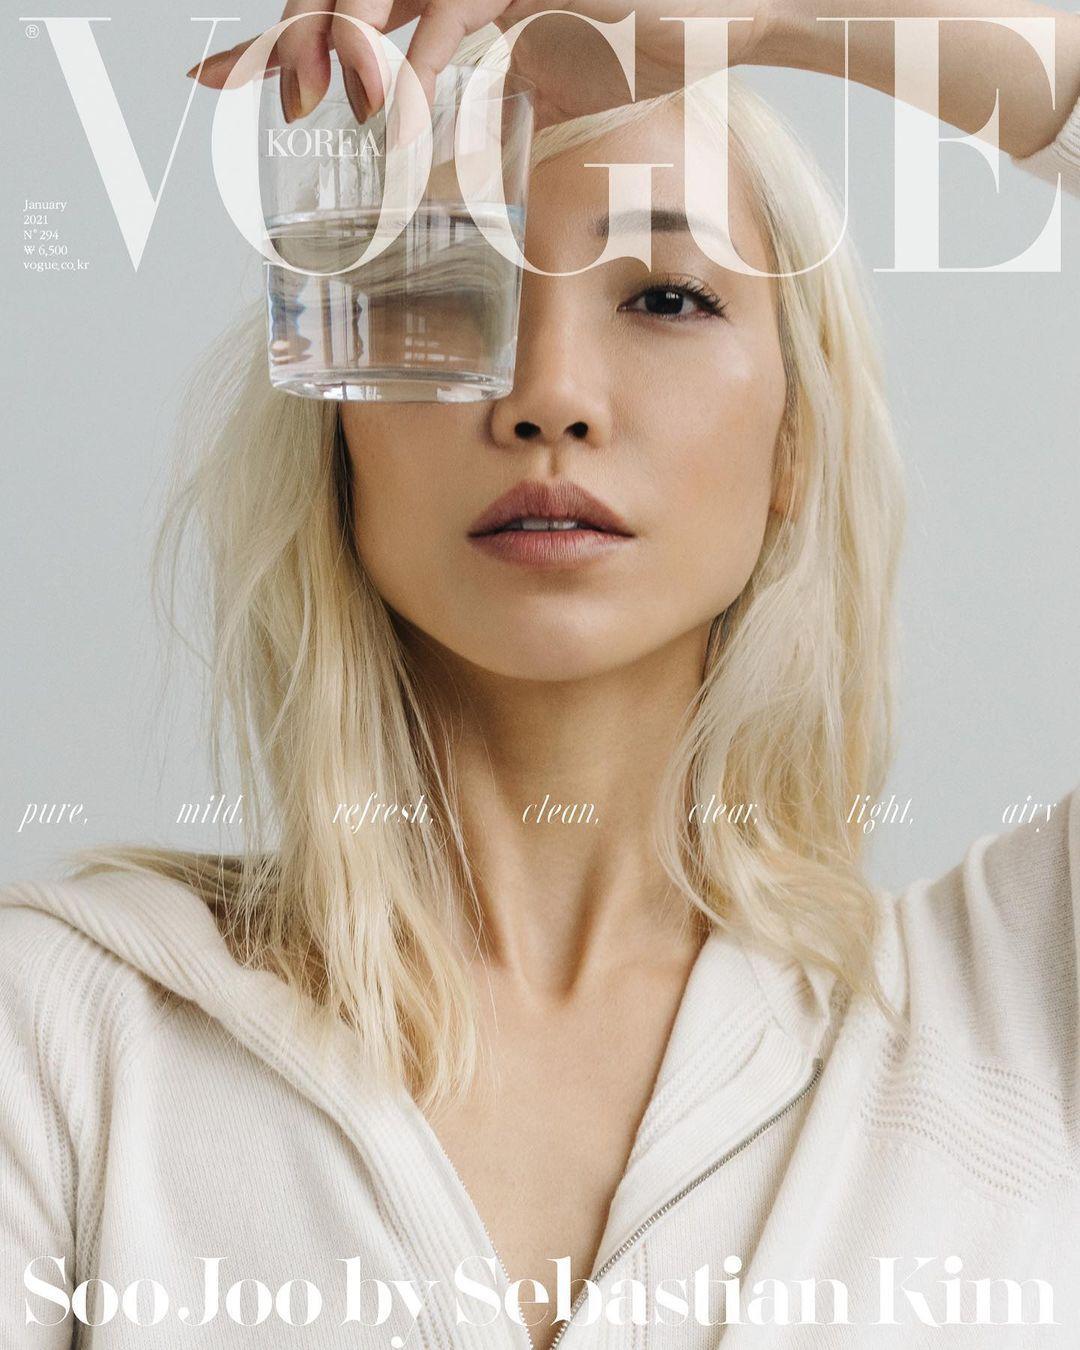 ®
VOGUE
KOREA
January
2021
N° 294
₩ 6,500
vogue.co.kr
pure, mild, refresh, clean, clear, light, airy
Soo Joo by Sebastian Kim